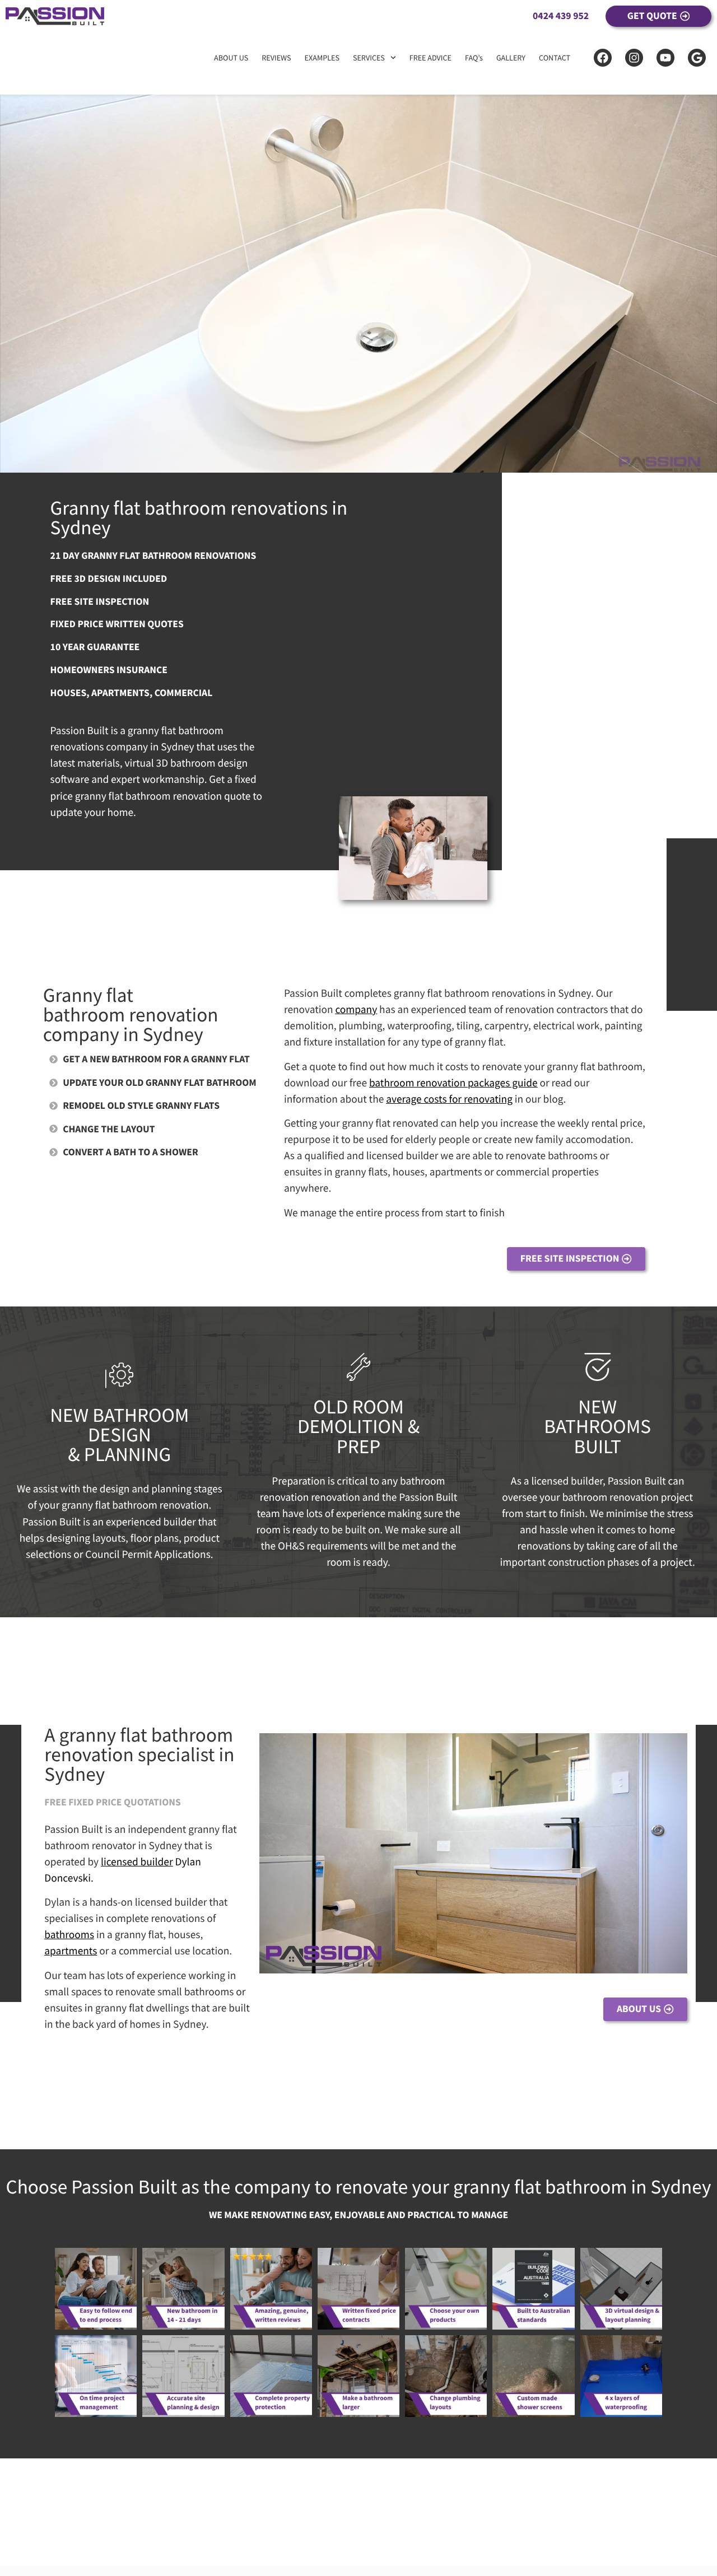 PASSION
BUILT
0424 439 952
GET QUOTE
ABOUT US
REVIEWS
EXAMPLES
SERVICES
FREE ADVICE
FAQ's
GALLERY
CONTACT
PASSION
Granny flat bathroom renovations in
Sydney
21 DAY GRANNY FLAT BATHROOM RENOVATIONS
FREE 3D DESIGN INCLUDED
FREE SITE INSPECTION
FIXED PRICE WRITTEN QUOTES
10 YEAR GUARANTEE
HOMEOWNERS INSURANCE
HOUSES, APARTMENTS, COMMERCIAL
Passion Built is a granny flat bathroom
renovations company in Sydney that uses the
latest materials, virtual 3D bathroom design
software and expert workmanship. Get a fixed
price granny flat bathroom renovation quote to
update your home.
Granny flat
bathroom renovation
company in Sydney
GET A NEW BATHROOM FOR A GRANNY FLAT
UPDATE YOUR OLD GRANNY FLAT BATHROOM
REMODEL OLD STYLE GRANNY FLATS
CHANGE THE LAYOUT
CONVERT A BATH TO A SHOWER
Passion Built completes granny flat bathroom renovations in Sydney. Our
renovation company has an experienced team of renovation contractors that do
demolition, plumbing, waterproofing, tiling, carpentry, electrical work, painting
and fixture installation for any type of granny flat.
Get a quote to find out how much it costs to renovate your granny flat bathroom,
download our free bathroom renovation packages guide or read our
information about the average costs for renovating in our blog.
Getting your granny flat renovated can help you increase the weekly rental price,
repurpose it to be used for elderly people or create new family accomodation.
As a qualified and licensed builder we are able to renovate bathrooms or
ensuites in granny flats, houses, apartments or commercial properties
anywhere.
We manage the entire process from start to finish
FREE SITE INSPECTION
NEW BATHROOM
DESIGN
& PLANNING
We assist with the design and planning stages
of your granny flat bathroom renovation.
Passion Built is an experienced builder that
helps designing layouts, floor plans, product
selections or Council Permit Applications.
OLD ROOM
DEMOLITION &
PREP
Preparation is critical to any bathroom
renovation renovation and the Passion Built
team have lots of experience making sure the
room is ready to be built on. We make sure all
the OH&S requirements will be met and the
room is ready.
NEW
BATHROOMS
BUILT
As a licensed builder, Passion Built can
oversee your bathroom renovation project
from start to finish. We minimise the stress
and hassle when it comes to home
renovations by taking care of all the
important construction phases of a project.
A granny flat bathroom
renovation specialist in
Sydney
FREE FIXED PRICE QUOTATIONS
Passion Built is an independent granny flat
bathroom renovator in Sydney that is
operated by licensed builder Dylan
Doncevski.
Dylan is a hands-on licensed builder that
specialises in complete renovations of
bathrooms in a granny flat, houses,
apartments or a commercial use location.
Our team has lots of experience working in
small spaces to renovate small bathrooms or
ensuites in granny flat dwellings that are built
in the back yard of homes in Sydney.
PASSION
BUILT
ABOUT US
Choose Passion Built as the company to renovate your granny flat bathroom in Sydney
WE MAKE RENOVATING EASY, ENJOYABLE AND PRACTICAL TO MANAGE
Easy to follow end
to end process
New bathroom in
14 - 21 days
Amazing, genuine,
written reviews
Written fixed price
contracts
Choose your own
products
BUILDING
CODE
AUSTRALIA
Built to Australian
standards
3D virtual design &
layout planning
On time project
management
Accurate site
planning & design
Complete property
protection
Make a bathroom
larger
Change plumbing
layouts
Custom made
shower screens
4 x layers of
waterproofing